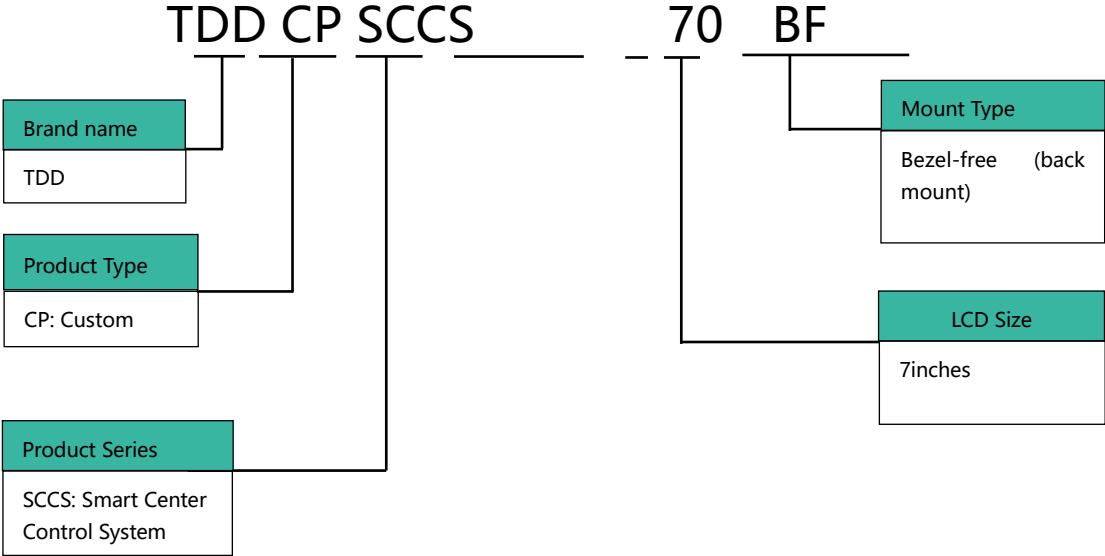 TDD CP SCCS 70 BF
Brand name
TDD
Product Type
CP: Custom
Product Series
SCCS: Smart Center
Control System
Mount Type
Bezel-free (back
mount)
LCD Size
7inches